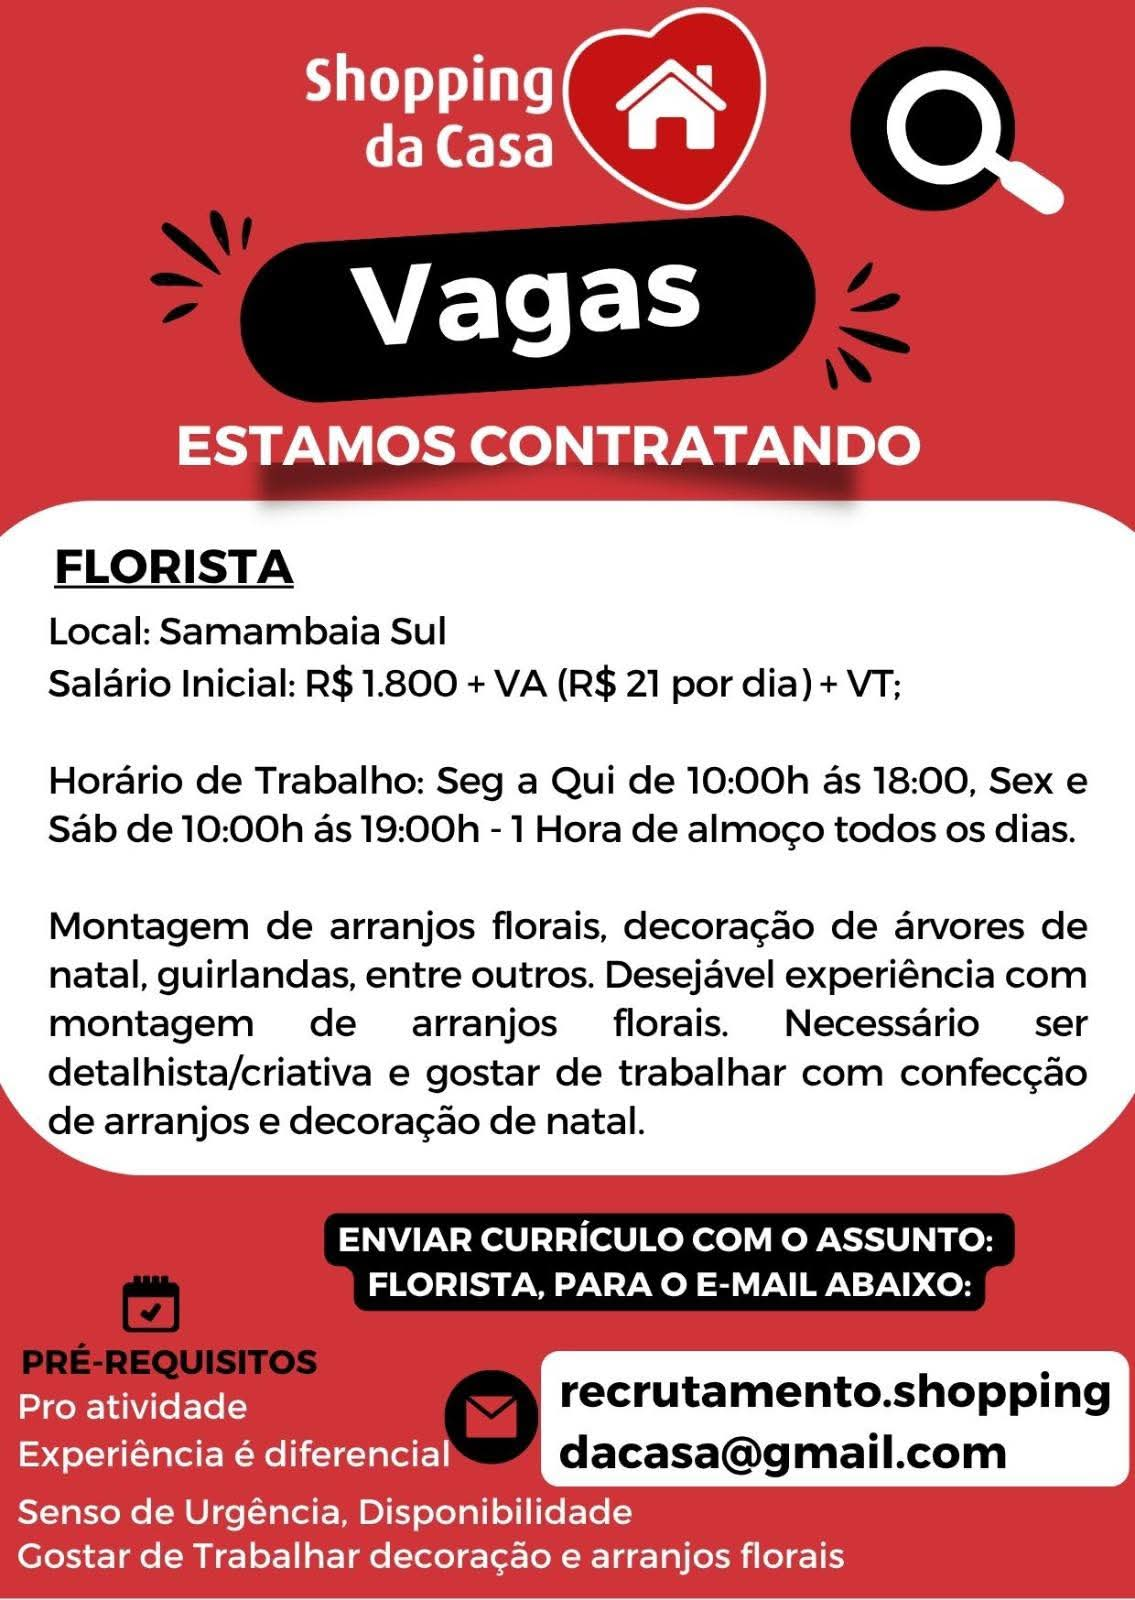 Shopping
da Casa
Vagas
ESTAMOS CONTRATANDO
FLORISTA
Local: Samambaia Sul
Salário Inicial: R$ 1.800 + VA (R$ 21 por dia) + VT;
Horário de Trabalho: Seg a Qui de 10:00h ás 18:00, Sex e
Sáb de 10:00h ás 19:00h - 1 Hora de almoço todos os dias.
Montagem de arranjos florais, decoração de árvores de
natal, guirlandas, entre outros. Desejável experiência com
montagem de arranjos florais. Necessário ser
detalhista/criativa e gostar de trabalhar com confecção
de arranjos e decoração de natal.
ENVIAR CURRÍCULO COM O ASSUNTO:
FLORISTA, PARA O E-MAIL ABAIXO:
PRÉ-REQUISITOS
Pro atividade
Experiência é diferencial
Senso de Urgência, Disponibilidade
Gostar de Trabalhar decoração e arranjos florais
recrutamento.shopping
dacasa@gmail.com